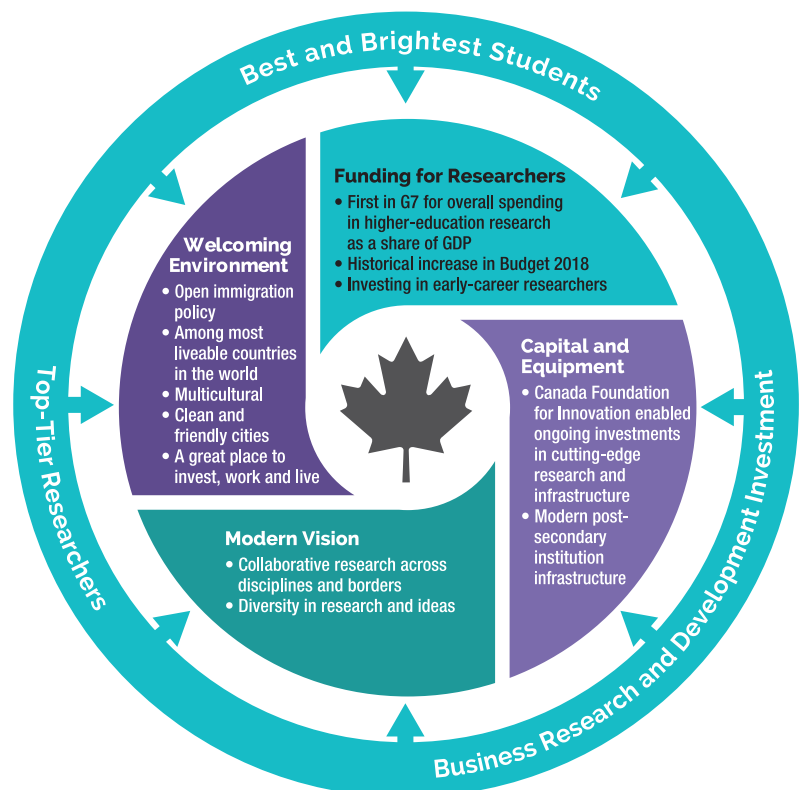 Best and Brightest Students
Funding for Researchers
• First in G7 for overall spending
in higher-education research
as a share of GDP
• Historical increase in Budget 2018
• Investing in early-career researchers
Welcoming
Environment
• Open immigration
policy
• Among most
liveable countries
in the world
• Multicultural
• Clean and
friendly cities
• A great place to
invest, work and live
Capital and
Equipment
• Canada Foundation
for Innovation enabled
ongoing investments
in cutting-edge
research and
infrastructure
• Modern post-
secondary
institution
infrastructure
Modern Vision
• Collaborative research across
disciplines and borders
• Diversity in research and ideas
Top-Tier Researchers
Business Research and Development Investment